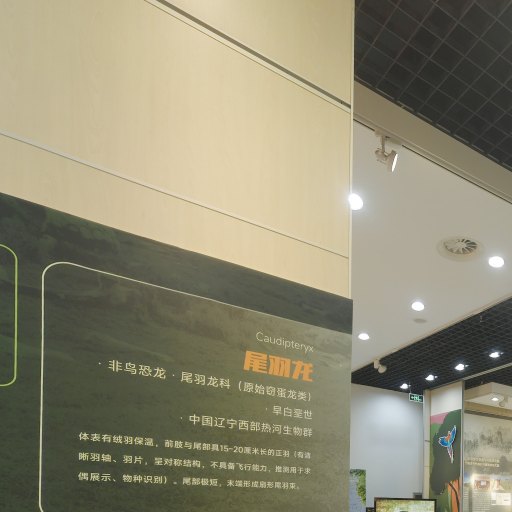 Caudipteryx
尾羽龙
· 非鸟恐龙 · 尾羽龙科（原始窃蛋龙类）
· 早白垩世
· 中国辽宁西部热河生物群
体表有绒羽保温，前肢与尾部具15-20厘米长的正羽（有清
晰羽轴、羽片，呈对称结构，不具备飞行能力，推测用于求
偶展示、物种识别）。尾部极短，末端形成扇形尾羽束。